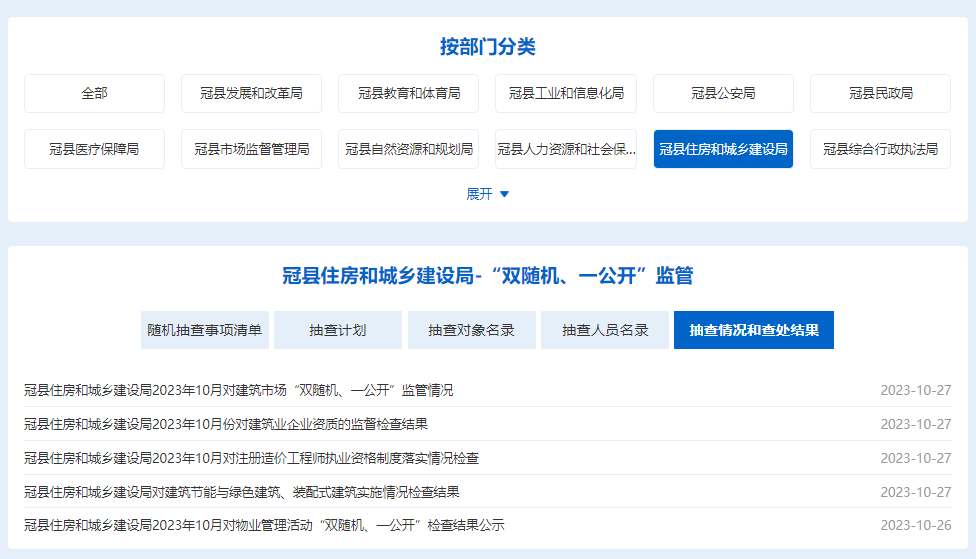 按部门分类
全部 冠县发展和改革局 冠县教育和体育局 冠县工业和信息化局 冠县公安局 冠县民政局
冠县医疗保障局 冠县市场监督管理局 冠县自然资源和规划局 冠县人力资源和社会保... 冠县住房和城乡建设局 冠县综合行政执法局
展开
冠县住房和城乡建设局-“双随机、一公开”监管
随机抽查事项清单 抽查计划 抽查对象名录 抽查人员名录 抽查情况和查处结果
冠县住房和城乡建设局2023年10月对建筑市场“双随机、一公开”监管情况 2023-10-27
冠县住房和城乡建设局2023年10月份对建筑业企业资质的监督检查结果 2023-10-27
冠县住房和城乡建设局2023年10月对注册造价工程师执业资格制度落实情况检查 2023-10-27
冠县住房和城乡建设局对建筑节能与绿色建筑、装配式建筑实施情况检查结果 2023-10-27
冠县住房和城乡建设局2023年10月对物业管理活动“双随机、一公开”检查结果公示 2023-10-26